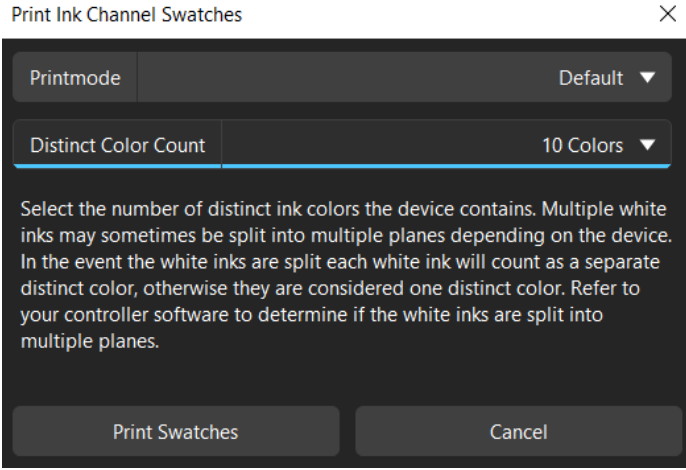 Print Ink Channel Swatches
Printmode
Default
Distinct Color Count
10 Colors
Select the number of distinct ink colors the device contains. Multiple white
inks may sometimes be split into multiple planes depending on the device.
In the event the white inks are split each white ink will count as a separate
distinct color, otherwise they are considered one distinct color. Refer to
your controller software to determine if the white inks are split into
multiple planes.
Print Swatches
Cancel